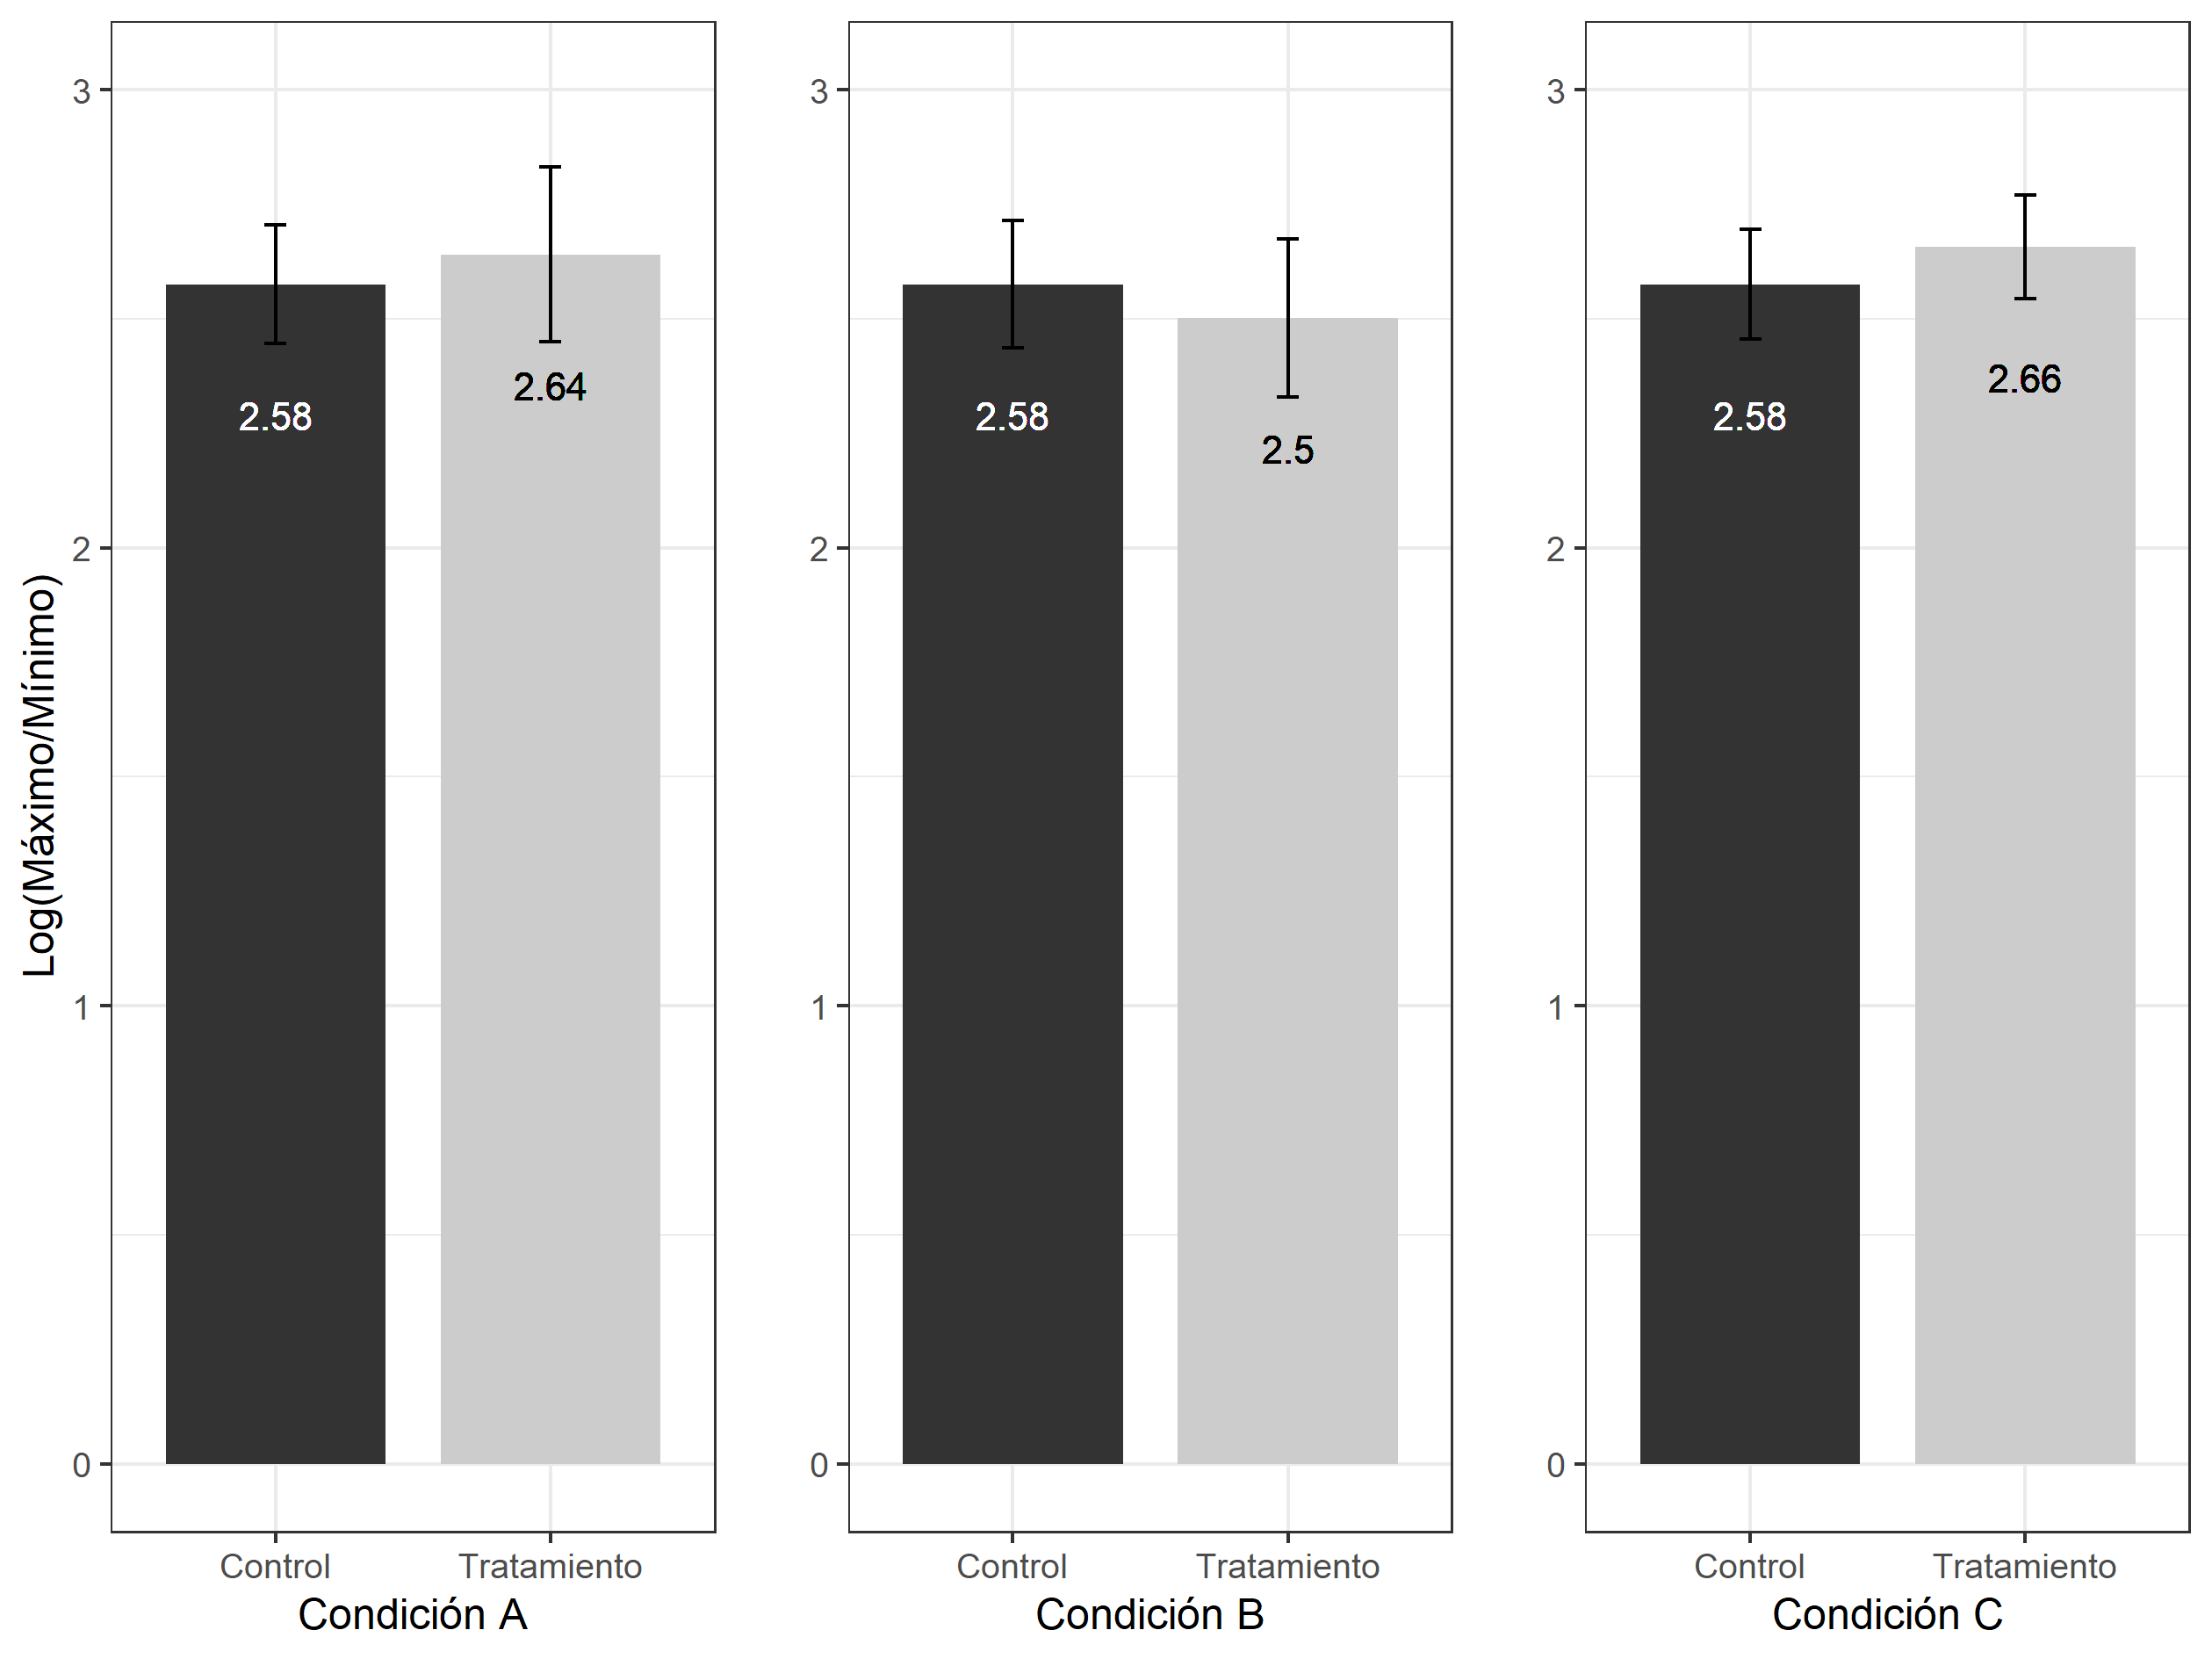 Log(Máximo/Mínimo)
3
2
1
0
2.58
2.64
Control Tratamiento
Condición A
3
2
1
0
2.58
2.5
Control Tratamiento
Condición B
3
2
1
0
2.58
2.66
Control Tratamiento
Condición C